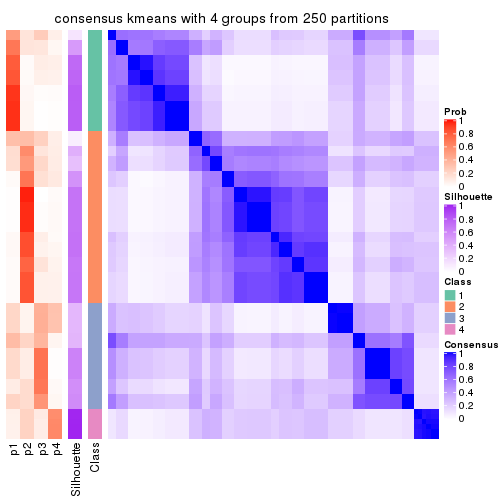 consensus kmeans with 4 groups from 250 partitions
Prob
1
0.8
0.6
0.4
0.2
0
Silhouette
1
0.8
0.6
0.4
0.2
0
Class
1
2
3
4
Consensus
1
0.8
0.6
0.4
0.2
0
p1
p2
p3
p4
Silhouette
Class